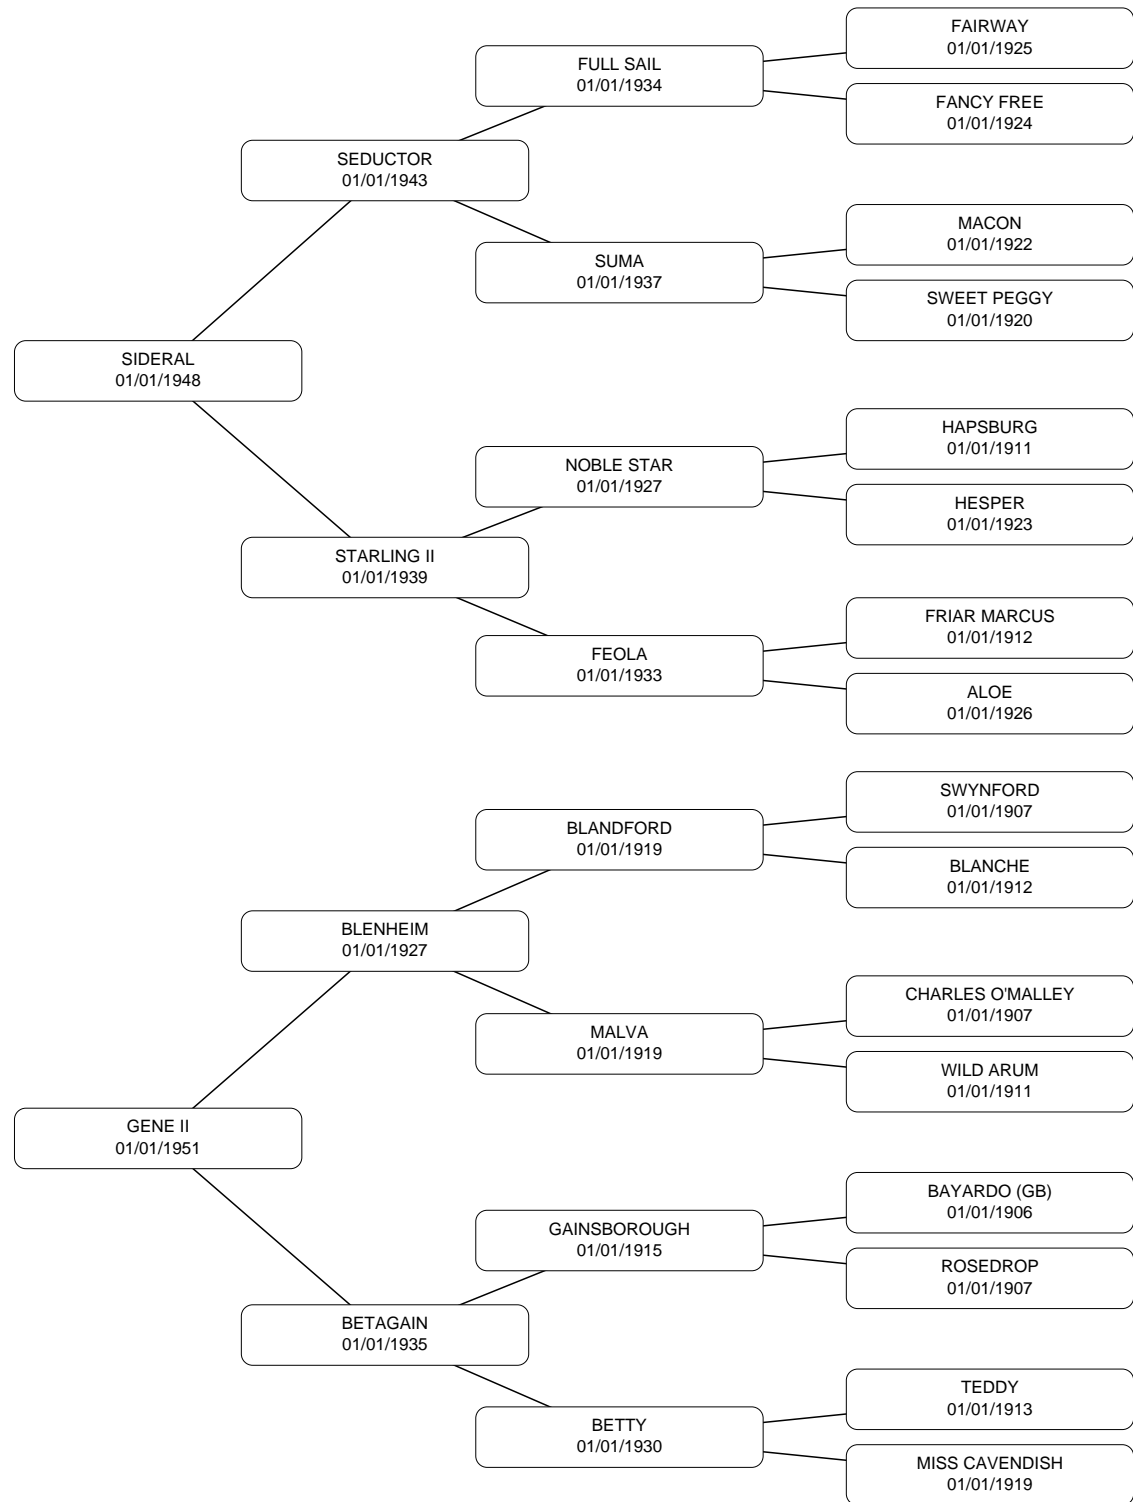 FAIRWAY
01/01/1925
FULL SAIL
01/01/1934
FANCY FREE
01/01/1924
SEDUCTOR
01/01/1943
MACON
01/01/1922
SUMA
01/01/1937
SWEET PEGGY
01/01/1920
SIDERAL
01/01/1948
HAPSBURG
01/01/1911
NOBLE STAR
01/01/1927
HESPER
01/01/1923
STARLING II
01/01/1939
FRIAR MARCUS
01/01/1912
FEOLA
01/01/1933
ALOE
01/01/1926
SWYNFORD
01/01/1907
BLANDFORD
01/01/1919
BLANCHE
01/01/1912
BLENHEIM
01/01/1927
CHARLES O'MALLEY
01/01/1907
MALVA
01/01/1919
WILD ARUM
01/01/1911
GENE II
01/01/1951
BAYARDO (GB)
01/01/1906
GAINSBOROUGH
01/01/1915
ROSEDROP
01/01/1907
BETAGAIN
01/01/1935
TEDDY
01/01/1913
BETTY
01/01/1930
MISS CAVENDISH
01/01/1919